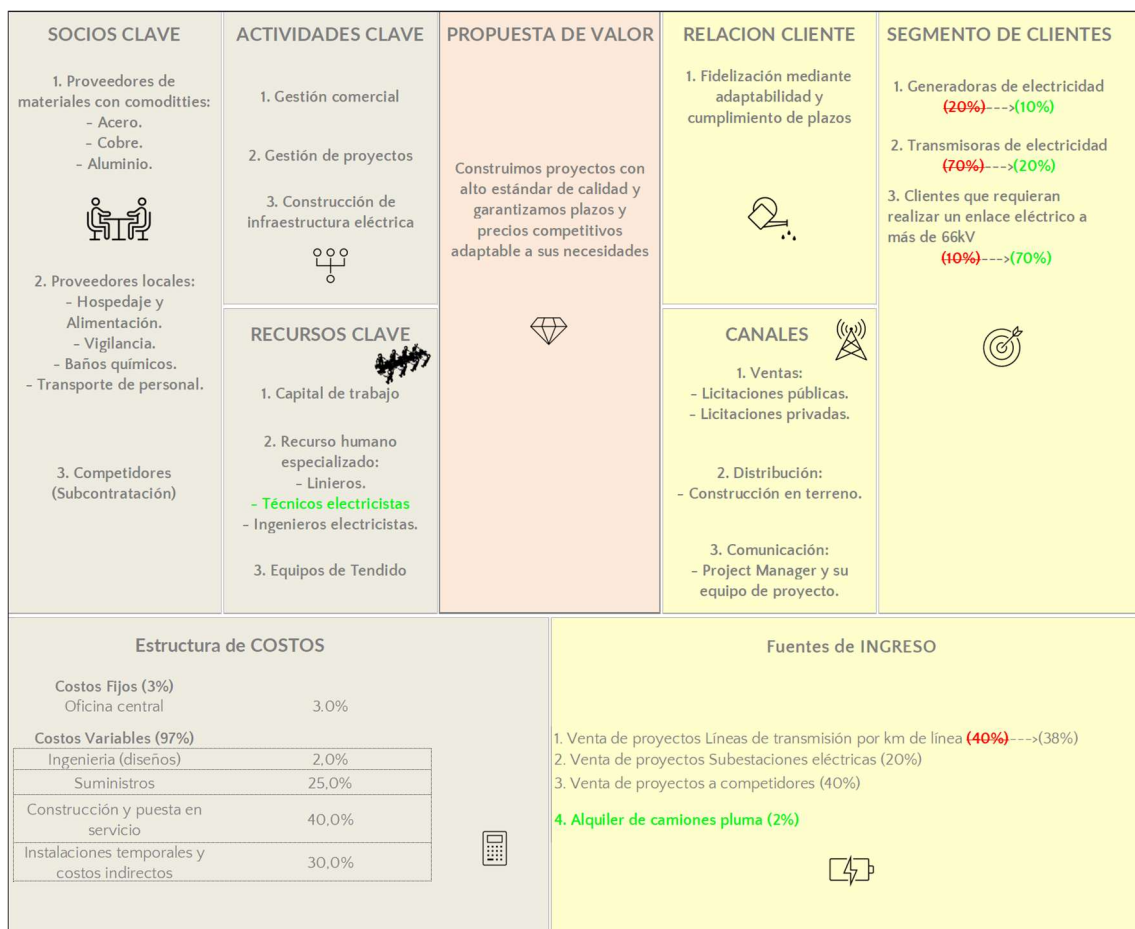 SOCIOS CLAVE
1. Proveedores de
materiales con comoditties:
- Acero.
- Cobre.
- Aluminio.
2. Proveedores locales:
- Hospedaje y
Alimentación.
- Vigilancia.
- Baños químicos.
- Transporte de personal.
3. Competidores
(Subcontratación)
ACTIVIDADES CLAVE
1. Gestión comercial
2. Gestión de proyectos
3. Construcción de
infraestructura eléctrica
RECURSOS CLAVE
1. Capital de trabajo
2. Recurso humano
especializado:
- Linieros.
- Técnicos electricistas
- Ingenieros electricistas.
3. Equipos de Tendido
PROPUESTA DE VALOR
Construimos proyectos con
alto estándar de calidad y
garantizamos plazos y
precios competitivos
adaptable a sus necesidades
RELACION CLIENTE
1. Fidelización mediante
adaptabilidad y
cumplimiento de plazos
CANALES
1. Ventas:
- Licitaciones públicas.
- Licitaciones privadas.
2. Distribución:
- Construcción en terreno.
3. Comunicación:
- Project Manager y su
equipo de proyecto.
SEGMENTO DE CLIENTES
1. Generadoras de electricidad
(20%)--->(10%)
2. Transmisoras de electricidad
(70%)--->(20%)
3. Clientes que requieran
realizar un enlace eléctrico a
más de 66kV
(10%)--->(70%)
Estructura de COSTOS
Costos Fijos (3%)
Oficina central 3.0%
Costos Variables (97%)
Ingeniería (diseños) 2,0%
Suministros 25,0%
Construcción y puesta en
servicio 40,0%
Instalaciones temporales y
costos indirectos 30,0%
Fuentes de INGRESO
1. Venta de proyectos Líneas de transmisión por km de línea (40%)--->(38%)
2. Venta de proyectos Subestaciones eléctricas (20%)
3. Venta de proyectos a competidores (40%)
4. Alquiler de camiones pluma (2%)